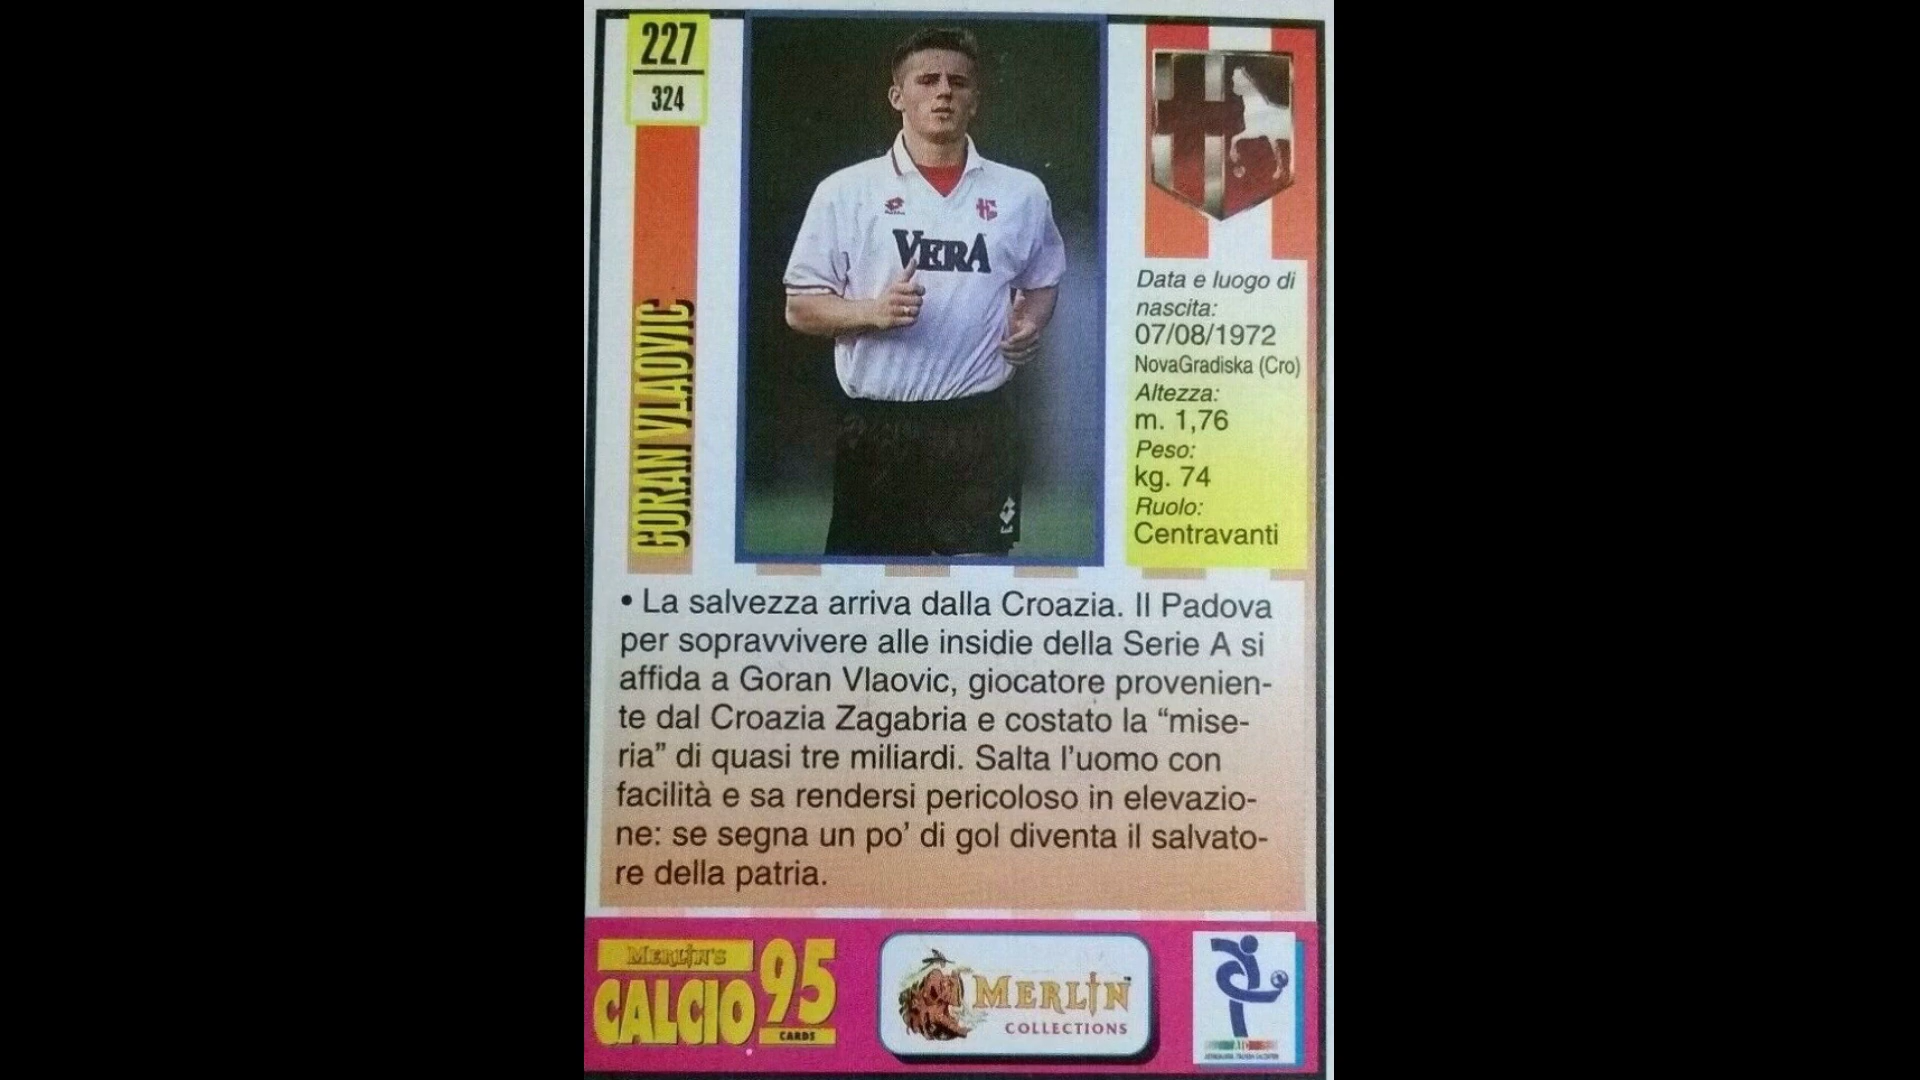 227
324
GORAN VLAOVIC
VERA
Data e luogo di
nascita:
07/08/1972
NovaGradiska (Cro)
Altezza:
m. 1,76
Peso:
kg. 74
Ruolo:
Centravanti
• La salvezza arriva dalla Croazia. Il Padova
per sopravvivere alle insidie della Serie A si
affida a Goran Vlaovic, giocatore provenien-
te dal Croazia Zagabria e costato la “mise-
ria” di quasi tre miliardi. Salta l’uomo con
facilità e sa rendersi pericoloso in elevazio-
ne: se segna un po’ di gol diventa il salvato-
re della patria.
MERLIN'S
CALCIO 95
CARDS
MERLIN™
COLLECTIONS